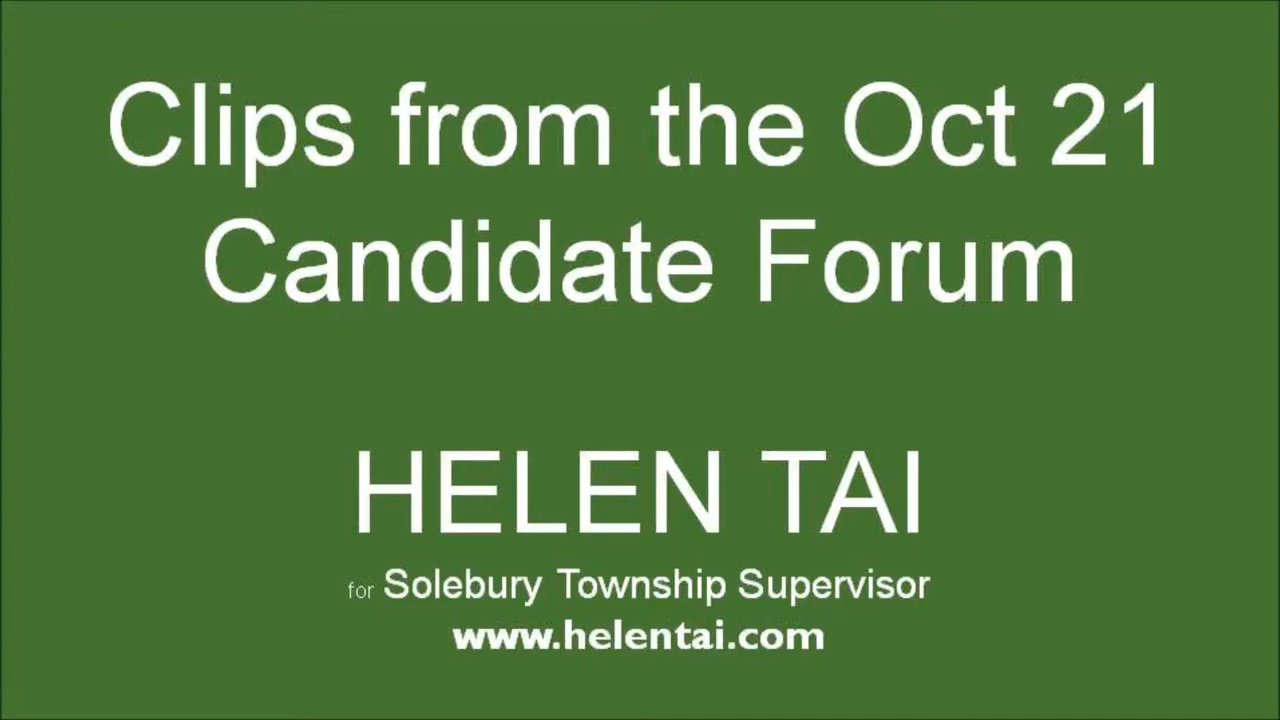 Clips from the Oct 21
Candidate Forum
HELEN TAI
for Solebury Township Supervisor
www.helentai.com